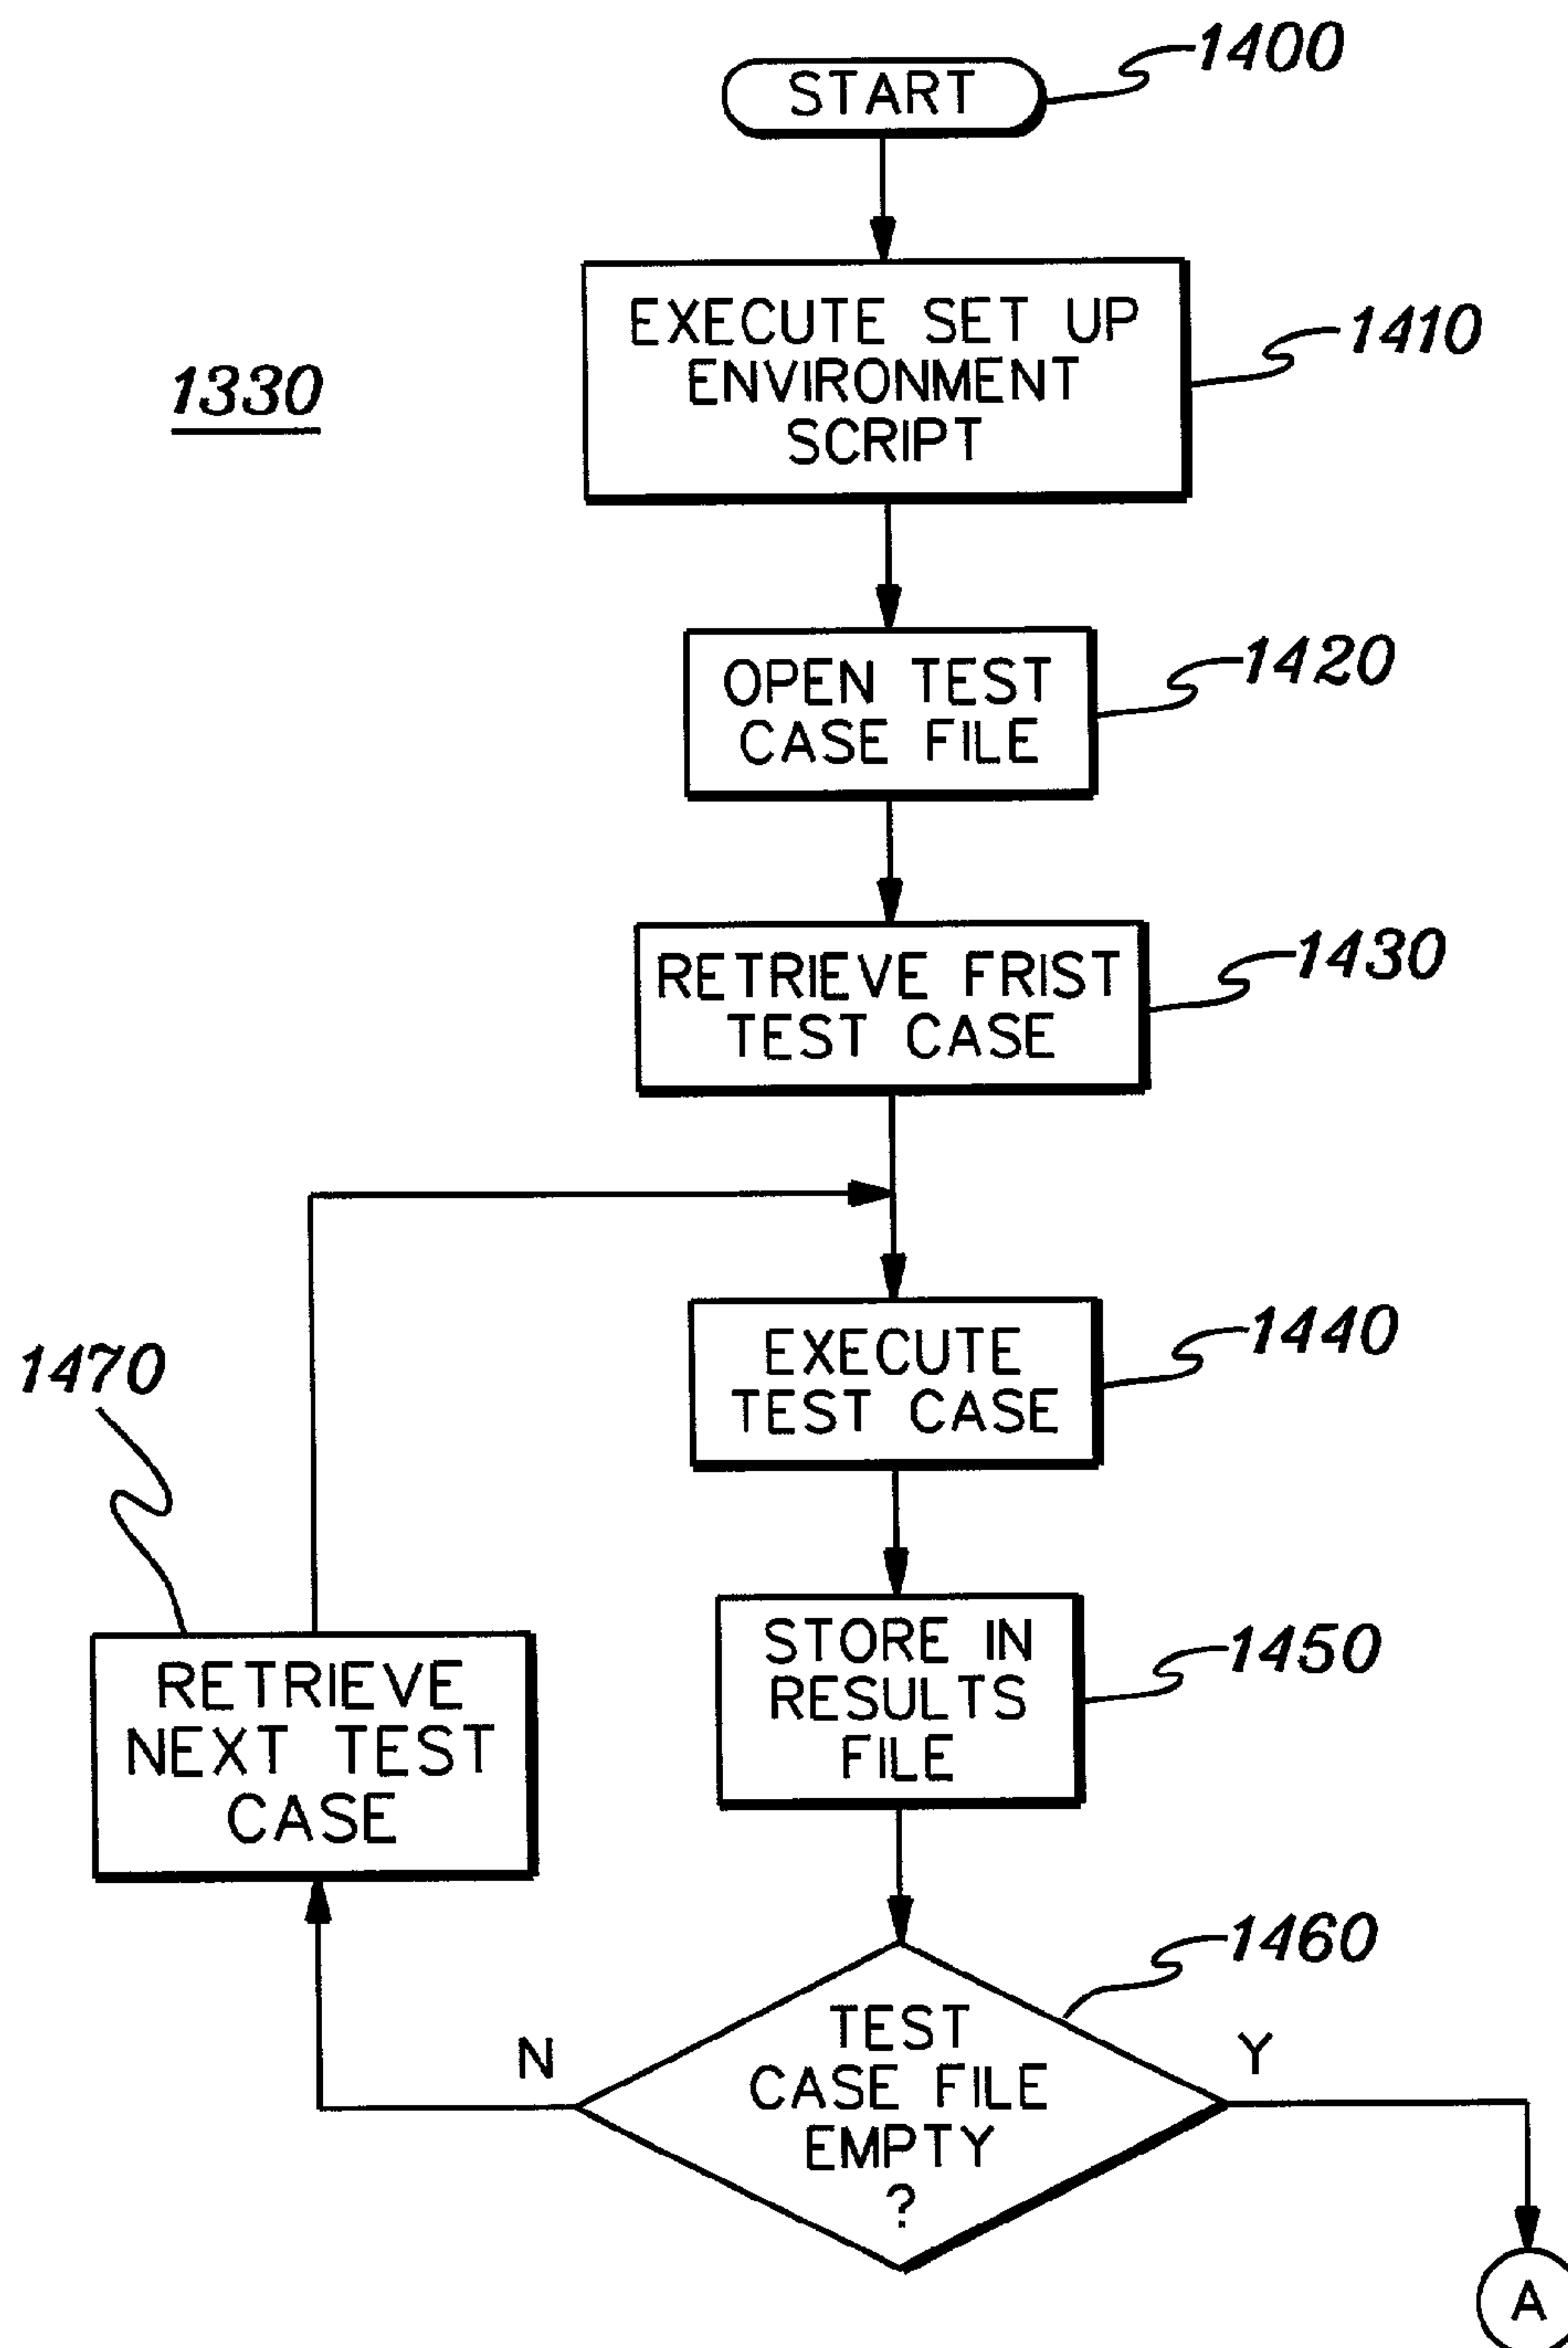 START
1400
EXECUTE SET UP
ENVIRONMENT
SCRIPT
1410
1330
OPEN TEST
CASE FILE
1420
RETRIEVE FRIST
TEST CASE
1430
EXECUTE
TEST CASE
1440
1470
RETRIEVE
NEXT TEST
CASE
STORE IN
RESULTS
FILE
1450
1460
TEST
CASE FILE
EMPTY
?
N
Y
A